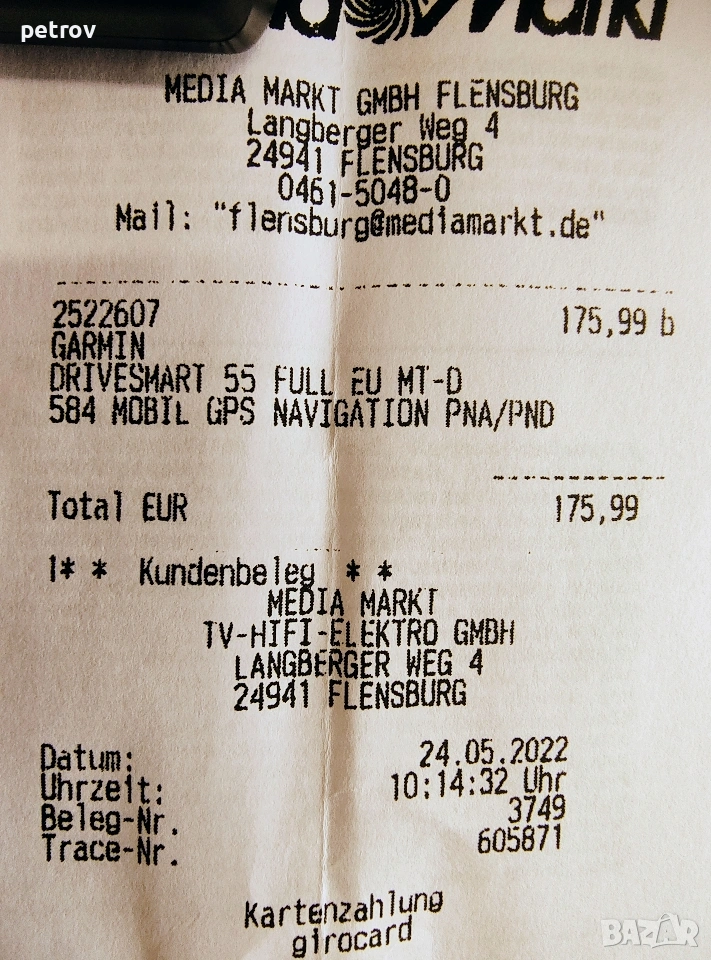 petrov
Markt
MEDIA MARKT GMBH FLENSBURG
Langberger Weg 4
24941 FLENSBURG
0461-5048-0
Mail: "flensburg@mediamarkt.de"
2522607 175,99 b
GARMIN
DRIVESMART 55 FULL EU MT-D
584 MOBIL GPS NAVIGATION PNA/PND
Total EUR 175,99
* * Kundenbeleg * *
MEDIA MARKT
TV-HIFI-ELEKTRO GMBH
LANGBERGER WEG 4
24941 FLENSBURG
Datum: 24.05.2022
Uhrzeit: 10:14:32 Uhr
Beleg-Nr. 3749
Trace-Nr. 605871
Kartenzahlung
girocard
BAZAR